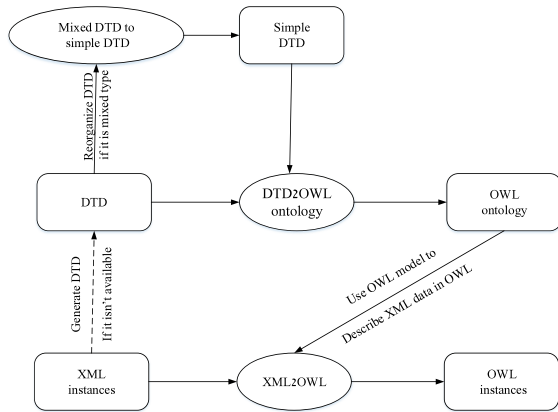 Mixed DTD to
simple DTD
Simple
DTD
Reorganize DTD
if it is mixed type
DTD
DTD2OWL
ontology
OWL
ontology
Generate DTD
If it isn't available
Use OWL model to
Describe XML data in OWL
XML
instances
XML2OWL
OWL
instances